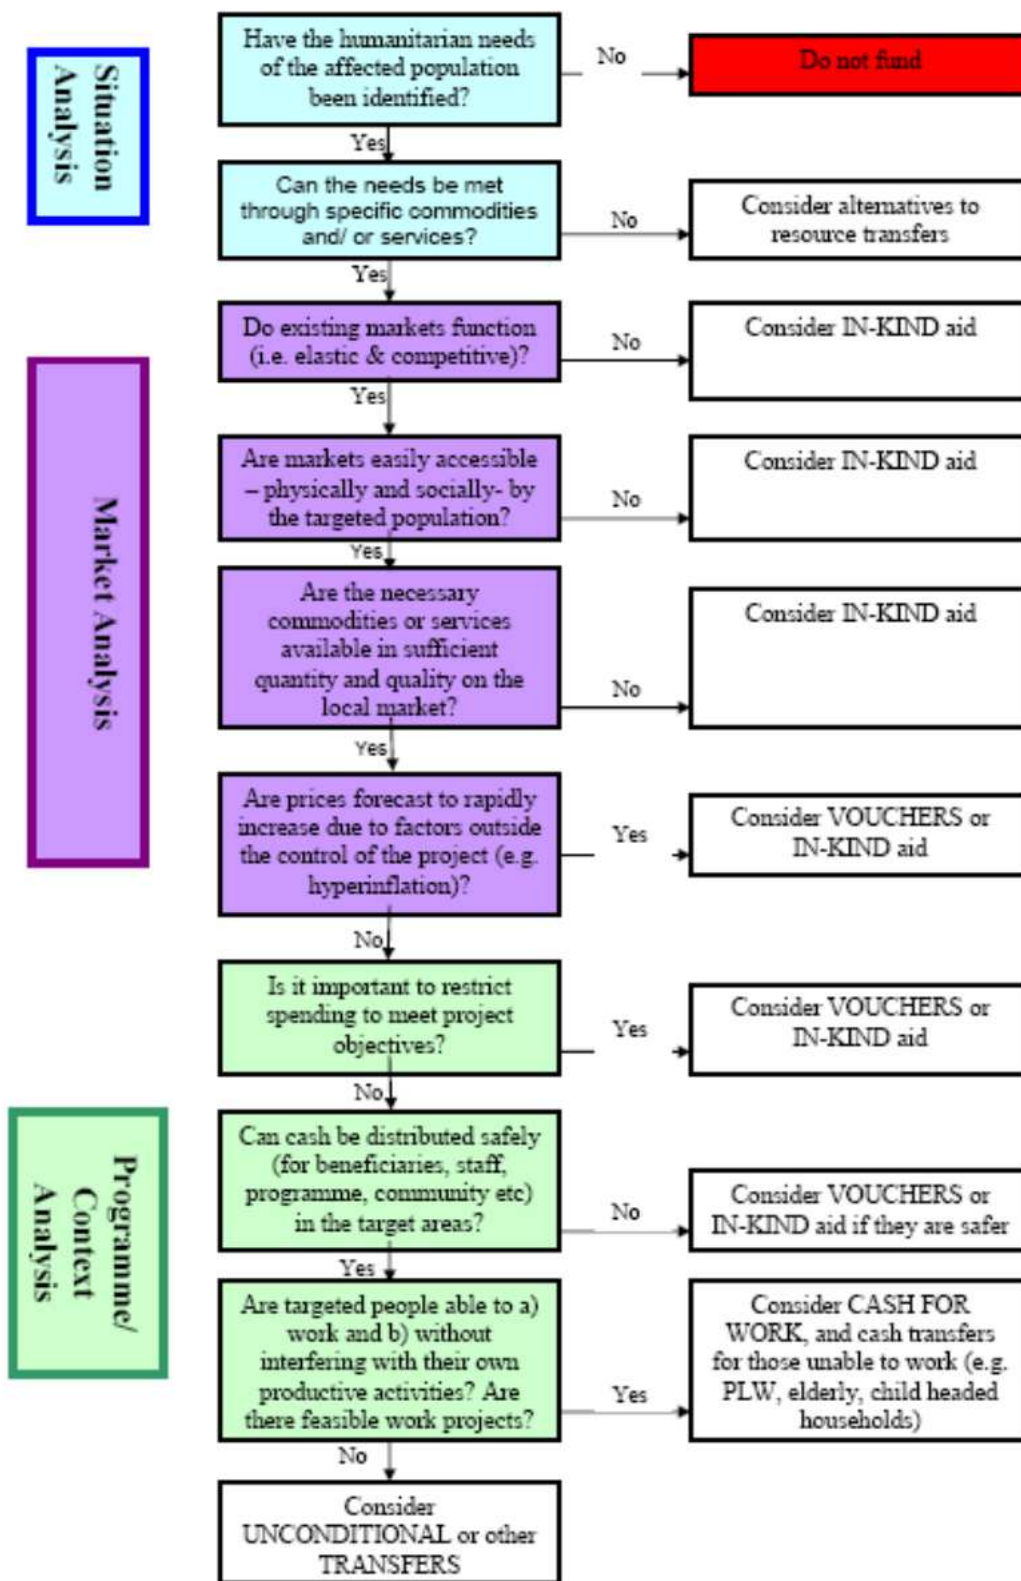 Situation
Analysis
Have the humanitarian needs
of the affected population
been identified?
No
Do not fund
Yes
Can the needs be met
through specific commodities
and/ or services?
No
Consider alternatives to
resource transfers
Yes
Market Analysis
Do existing markets function
(i.e. elastic & competitive)?
No
Consider IN-KIND aid
Yes
Are markets easily accessible
– physically and socially- by
the targeted population?
No
Consider IN-KIND aid
Yes
Are the necessary
commodities or services
available in sufficient
quantity and quality on the
local market?
No
Consider IN-KIND aid
Yes
Are prices forecast to rapidly
increase due to factors outside
the control of the project (e.g.
hyperinflation)?
Yes
Consider VOUCHERS or
IN-KIND aid
No
Is it important to restrict
spending to meet project
objectives?
Yes
Consider VOUCHERS or
IN-KIND aid
No
Programme/
Context
Analysis
Can cash be distributed safely
(for beneficiaries, staff,
programme, community etc)
in the target areas?
No
Consider VOUCHERS or
IN-KIND aid if they are safer
Yes
Are targeted people able to a)
work and b) without
interfering with their own
productive activities? Are
there feasible work projects?
Yes
Consider CASH FOR
WORK, and cash transfers
for those unable to work (e.g.
PLW, elderly, child headed
households)
No
Consider
UNCONDITIONAL or other
TRANSFERS